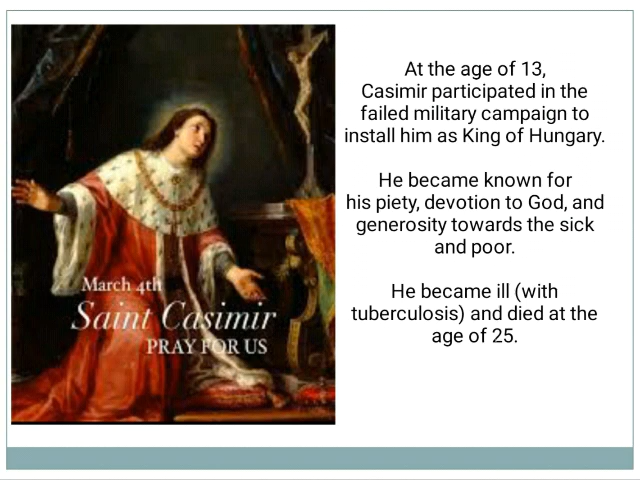 At the age of 13,
Casimir participated in the
failed military campaign to
install him as King of Hungary.
He became known for
his piety, devotion to God, and
generosity towards the sick
and poor.
He became ill (with
tuberculosis) and died at the
age of 25.
March 4th
Saint Casimir
PRAY FOR US